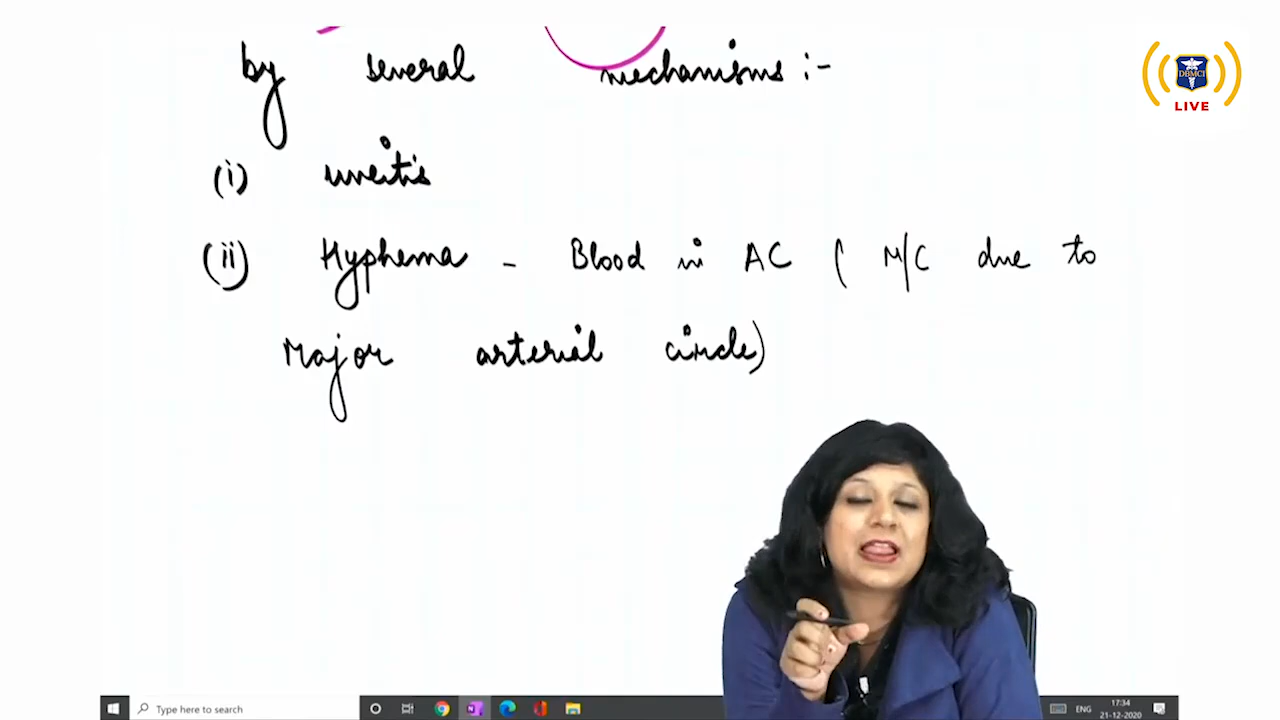 by several mechanisms :-
(i) uveitis
(ii) Hyphema - Blood in AC ( M/C due to
Major arterial circle)
DBMCI
LIVE
Type here to search
ENG
17:34
21-12-2020